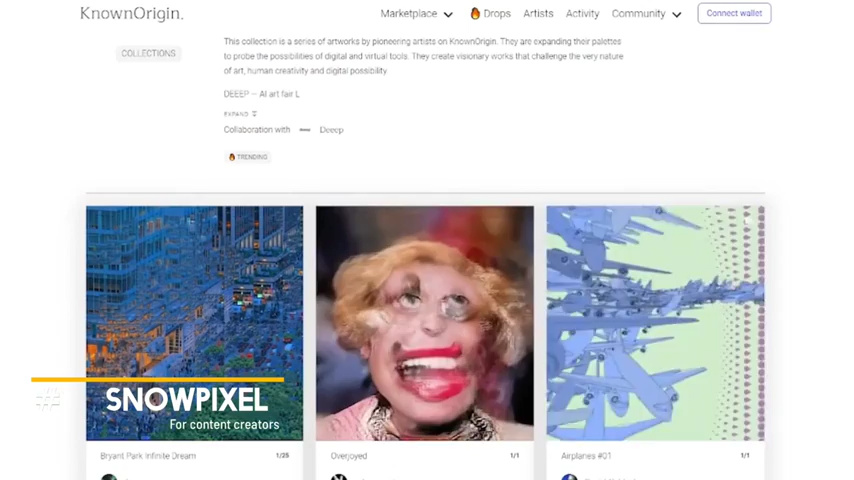 KnownOrigin.
Marketplace Drops Artists Activity Community Connect wallet
COLLECTIONS
This collection is a series of artworks by pioneering artists on KnownOrigin. They are expanding their palettes
to probe the possibilities of digital and virtual tools. They create visionary works that challenge the very nature
of art, human creativity and digital possibility.
DEEEP – AI art fair L
EXPAND
Collaboration with Deeep
TRENDING
#
SNOWPIXEL
For content creators
Bryant Park Infinite Dream 1/25
Overjoyed 1/1
Airplanes #01 1/1